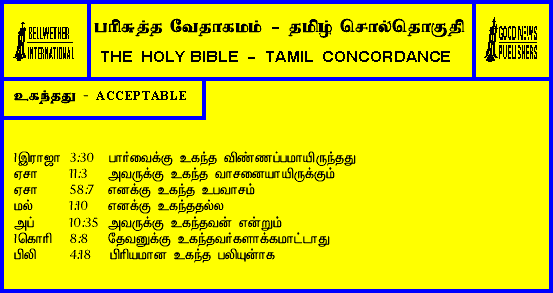 BELLWETHER
INTERNATIONAL
பரிசுத்த வேதாகமம் - தமிழ் சொல்தொகுதி
THE HOLY BIBLE - TAMIL CONCORDANCE
GOOD NEWS
PUBLISHERS
உகந்தது - ACCEPTABLE
1இராஜா 3:30 பார்வைக்கு உகந்த விண்ணப்பமாயிருந்தது
ஏசா 11:3 அவருக்கு உகந்த வாசனையாயிருக்கும்
ஏசா 58:7 எனக்கு உகந்த உபவாசம்
மல் 1:10 எனக்கு உகந்ததல்ல
அப் 10:35 அவருக்கு உகந்தவன் என்றும்
1கொரி 8:8 தேவனுக்கு உகந்தவர்களாக்கமாட்டாது
பிலி 4:18 பிரியமான உகந்த பலியுனாக